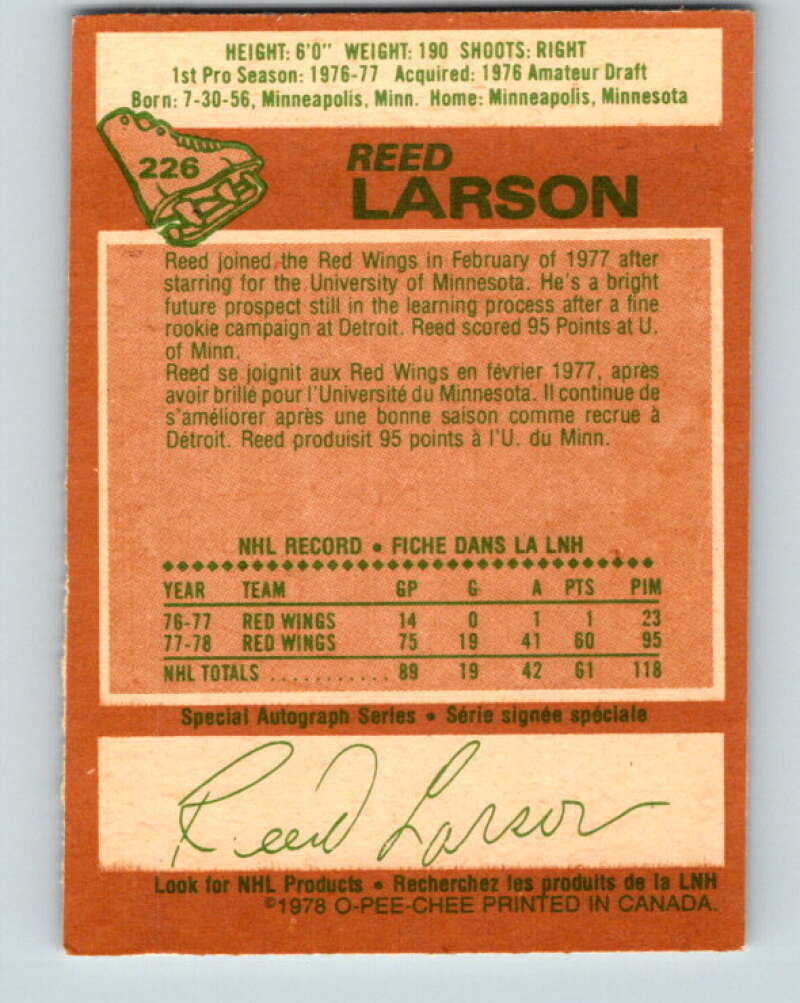 HEIGHT: 6'0" WEIGHT: 190 SHOOTS: RIGHT
1st Pro Season: 1976-77 Acquired: 1976 Amateur Draft
Born: 7-30-56, Minneapolis, Minn. Home: Minneapolis, Minnesota
226
REED
LARSON
Reed joined the Red Wings in February of 1977 after
starring for the University of Minnesota. He's a bright
future prospect still in the learning process after a fine
rookie campaign at Detroit. Reed scored 95 Points at U.
of Minn.
Reed se joignit aux Red Wings en février 1977, après
avoir brillé pour l'Université du Minnesota. Il continue de
s'améliorer après une bonne saison comme recrue à
Détroit. Reed produisit 95 points à l'U. du Minn.
NHL RECORD • FICHE DANS LA LNH
YEAR TEAM GP G A PTS PIM
76-77 RED WINGS 14 0 1 1 23
77-78 RED WINGS 75 19 41 60 95
NHL TOTALS ........... 89 19 42 61 118
Special Autograph Series • Série signée spéciale
Reed Larson
Look for NHL Products • Recherchez les produits de la LNH
©1978 O-PEE-CHEE PRINTED IN CANADA.